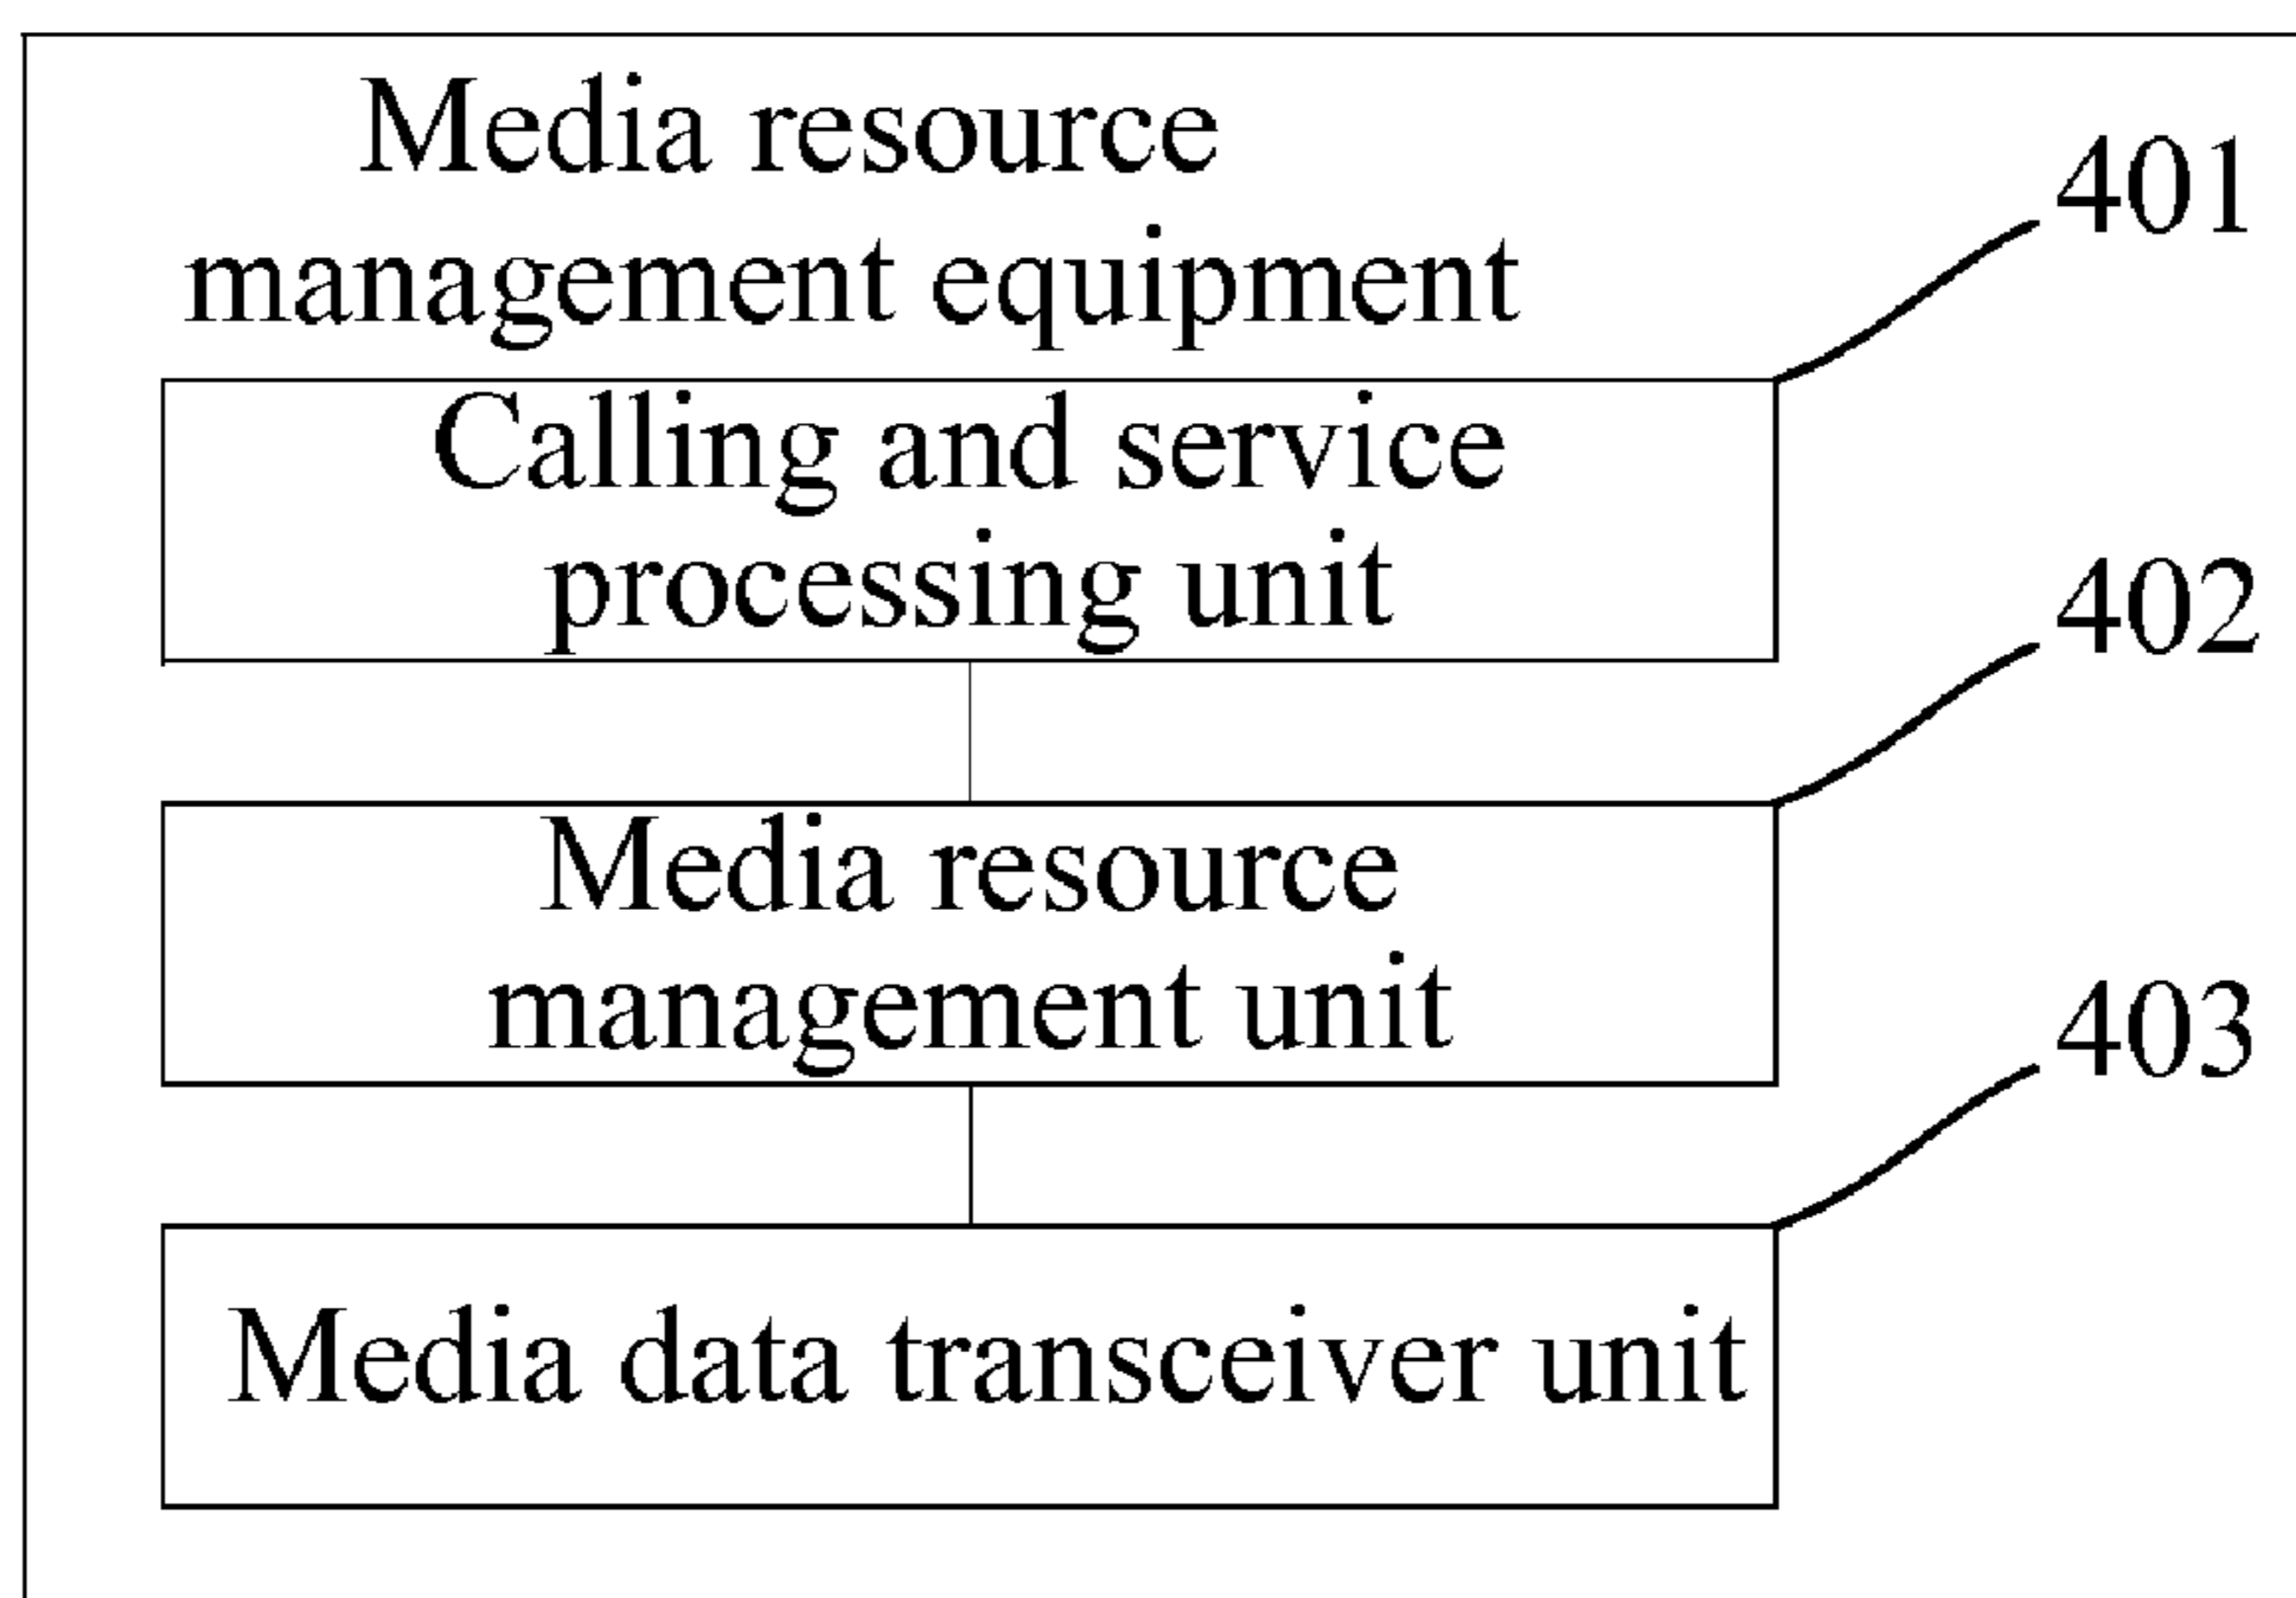 Media resource
management equipment
401
Calling and service
processing unit
402
Media resource
management unit
403
Media data transceiver unit